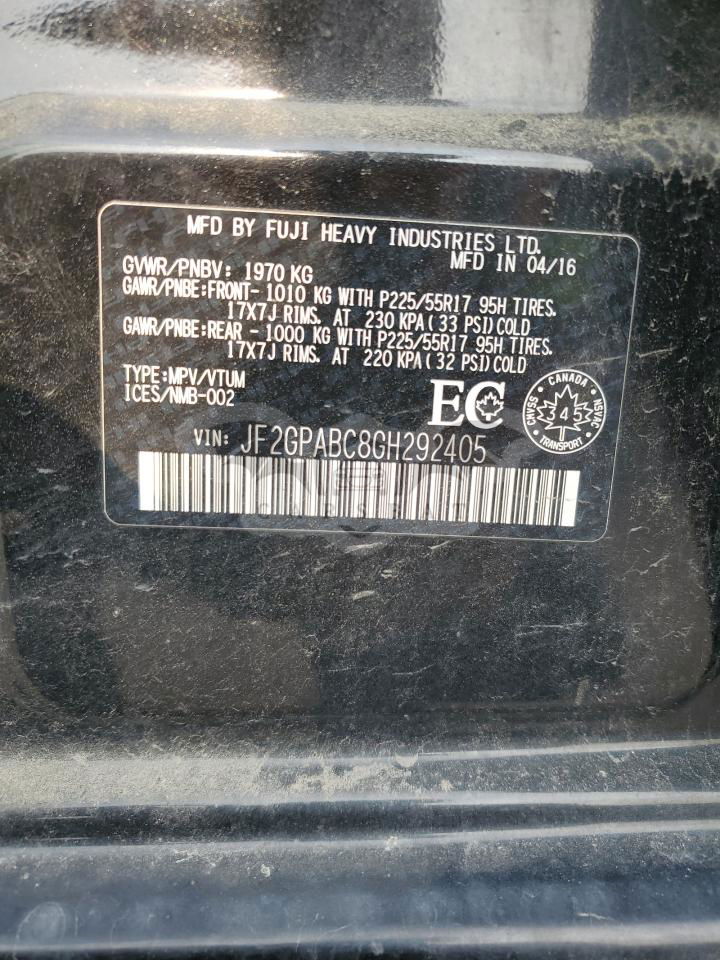 MFD BY FUJI HEAVY INDUSTRIES LTD.
GVWR/PNBV: 1970 KG MFD IN 04/16
GAWR/PNBE:FRONT- 1010 KG WITH P225/55R17 95H TIRES.
17X7J RIMS. AT 230 KPA(33 PSI)COLD
GAWR/PNBE:REAR - 1000 KG WITH P225/55R17 95H TIRES.
17X7J RIMS. AT 220 KPA(32 PSI)COLD
TYPE:MPV/VTUM
ICES/NMB-002
EC
CANADA
CMVSS 345 NSVAC
TRANSPORT
VIN: JF2GPABC8GH292405